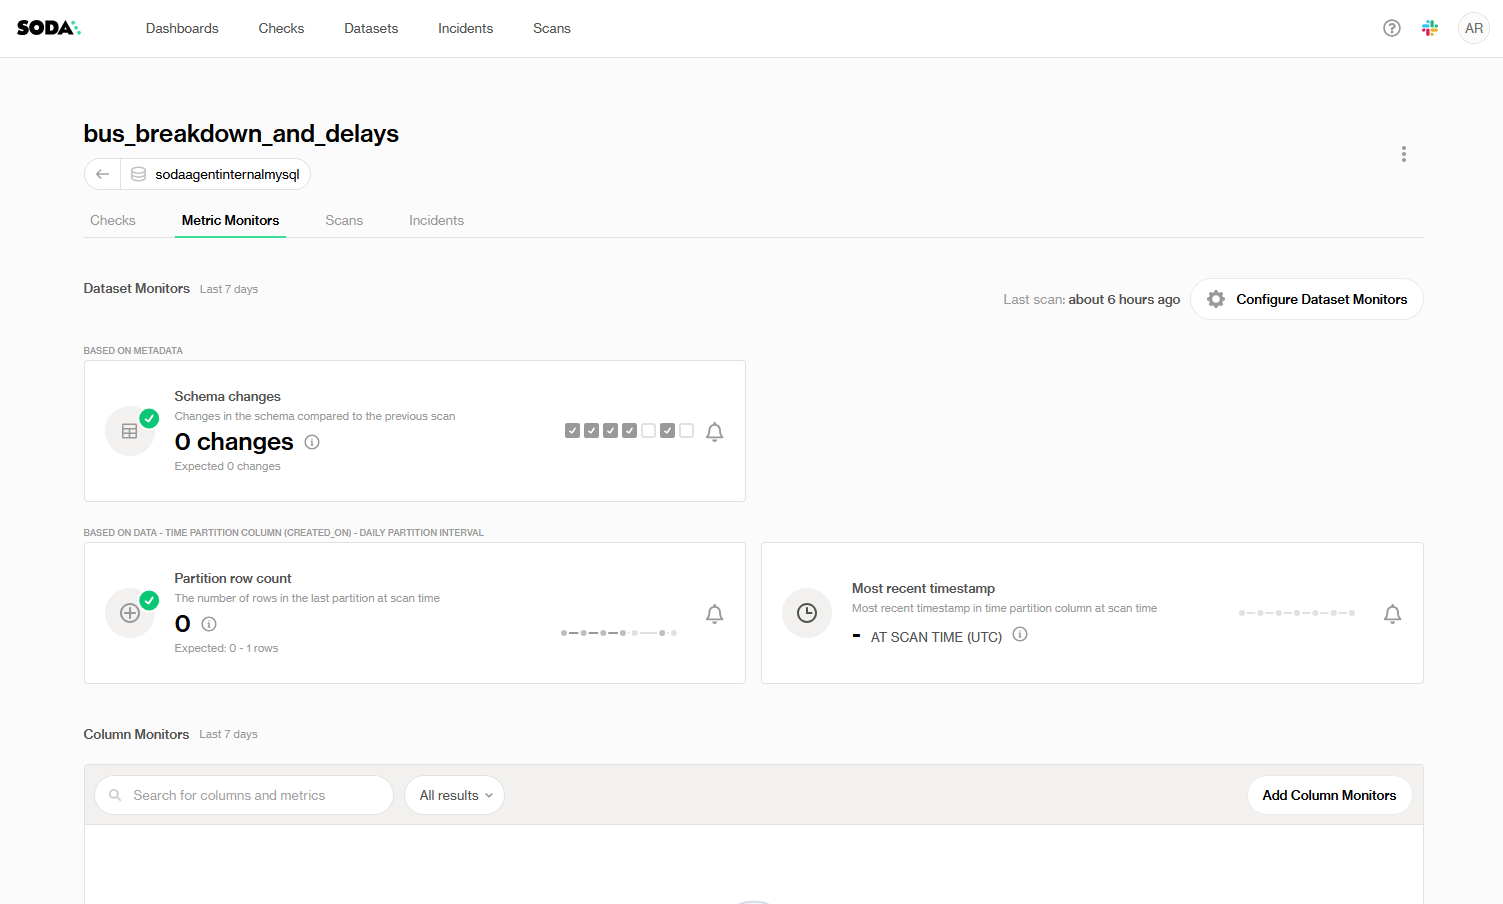 SODA
Dashboards
Checks
Datasets
Incidents
Scans
AR
bus_breakdown_and_delays
sodaagentinternalmysql
Checks
Metric Monitors
Scans
Incidents
Dataset Monitors Last 7 days
Last scan: about 6 hours ago
Configure Dataset Monitors
BASED ON METADATA
Schema changes
Changes in the schema compared to the previous scan
0 changes
Expected 0 changes
BASED ON DATA - TIME PARTITION COLUMN (CREATED_ON) - DAILY PARTITION INTERVAL
Partition row count
The number of rows in the last partition at scan time
0
Expected: 0 - 1 rows
Most recent timestamp
Most recent timestamp in time partition column at scan time
- AT SCAN TIME (UTC)
Column Monitors Last 7 days
Search for columns and metrics
All results
Add Column Monitors